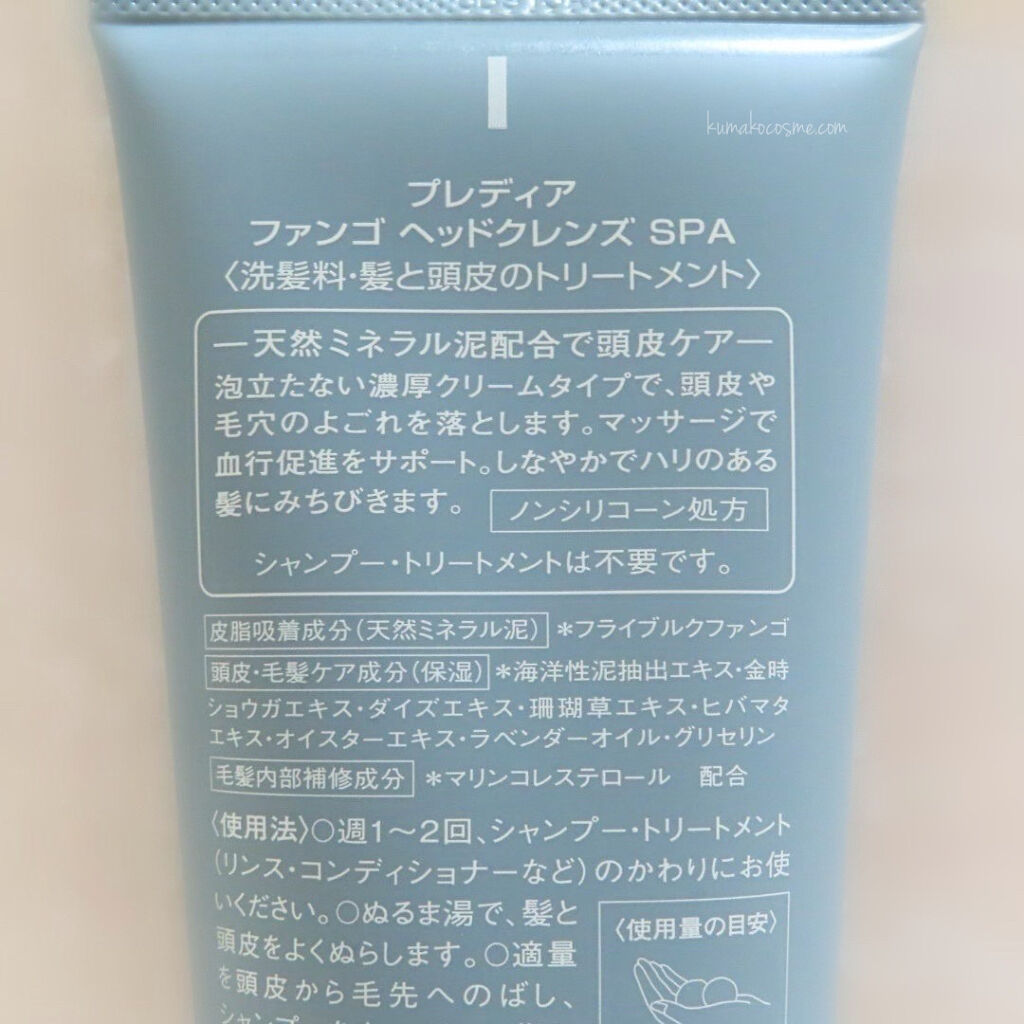 kumakocosme.com
プレディア
ファンゴ ヘッドクレンズ SPA
〈洗髪料・髪と頭皮のトリートメント〉
―天然ミネラル泥配合で頭皮ケア―
泡立たない濃厚クリームタイプで、頭皮や
毛穴のよごれを落とします。マッサージで
血行促進をサポート。しなやかでハリのある
髪にみちびきます。 ノンシリコーン処方
シャンプー・トリートメントは不要です。
皮脂吸着成分(天然ミネラル泥) *フライブルクファンゴ
頭皮・毛髪ケア成分(保湿) *海洋性泥抽出エキス・金時
ショウガエキス・ダイズエキス・珊瑚草エキス・ヒバマタ
エキス・オイスターエキス・ラベンダーオイル・グリセリン
毛髪内部補修成分 *マリンコレステロール 配合
〈使用法〉○週1～2回、シャンプー・トリートメント
(リンス・コンディショナーなど)のかわりにお使
いください。○ぬるま湯で、髪と
頭皮をよくぬらします。○適量
を頭皮から毛先へのばし、
〈使用量の目安〉